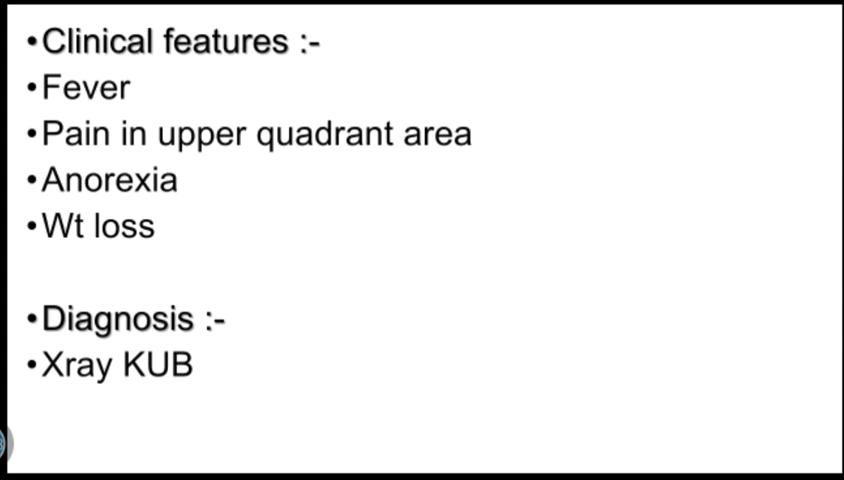 •Clinical features :-
•Fever
•Pain in upper quadrant area
•Anorexia
•Wt loss
•Diagnosis :-
•Xray KUB